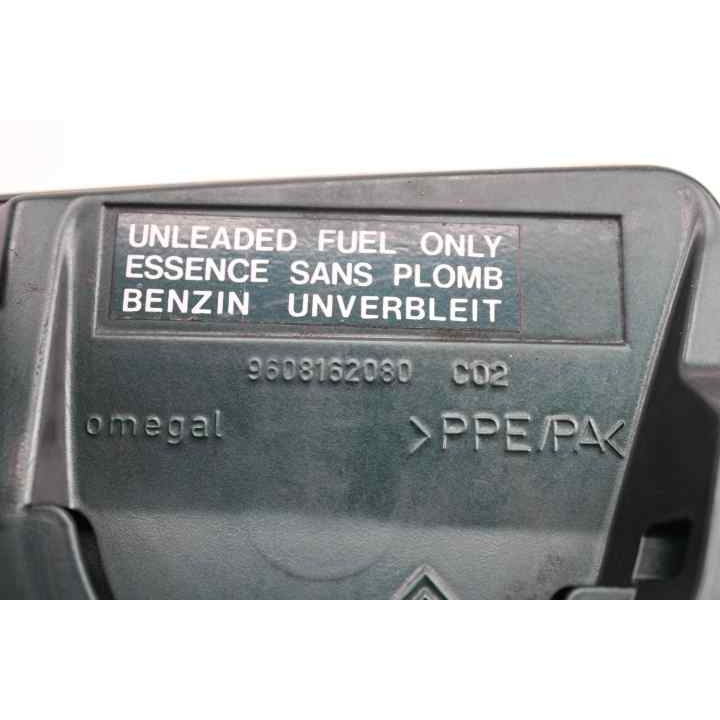 UNLEADED FUEL ONLY
ESSENCE SANS PLOMB
BENZIN UNVERBLEIT
9608162080 C02
omegal
>PPE/PA<